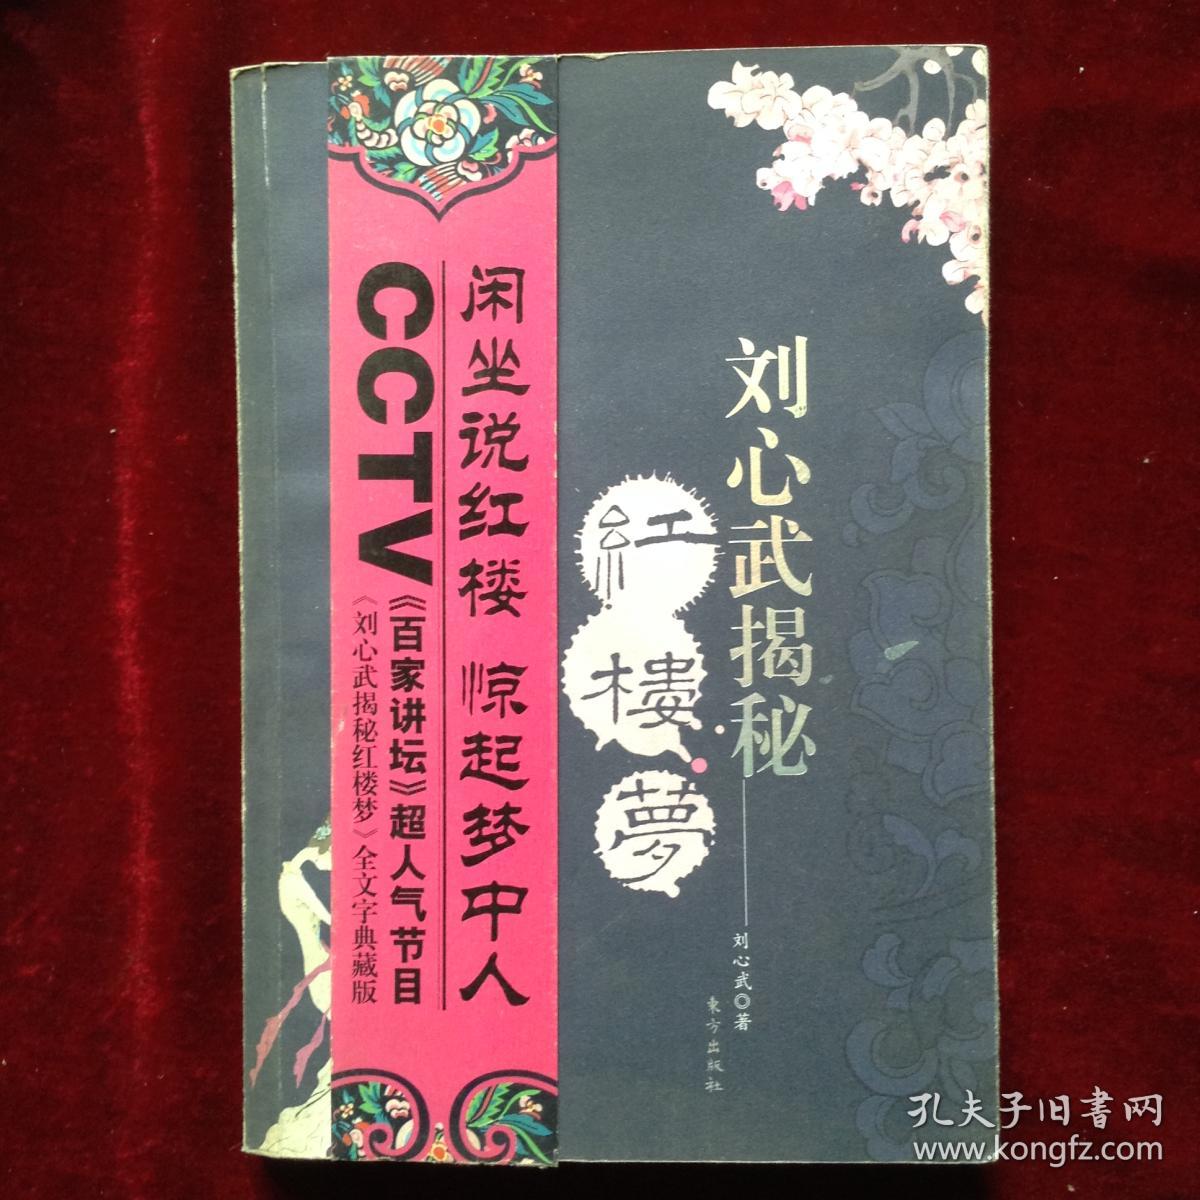 刘心武揭秘
紅樓夢
刘心武◎著
東方出版社
闲坐说红楼 惊起梦中人
CCTV《百家讲坛》超人气节目
《刘心武揭秘红楼梦》全文字典藏版
孔夫子旧書网
www.kongfz.com